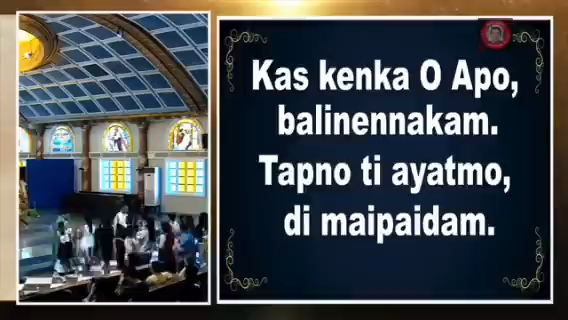 Kas kenka O Apo,
balinennakam.
Tapno ti ayatmo,
di maipaidam.